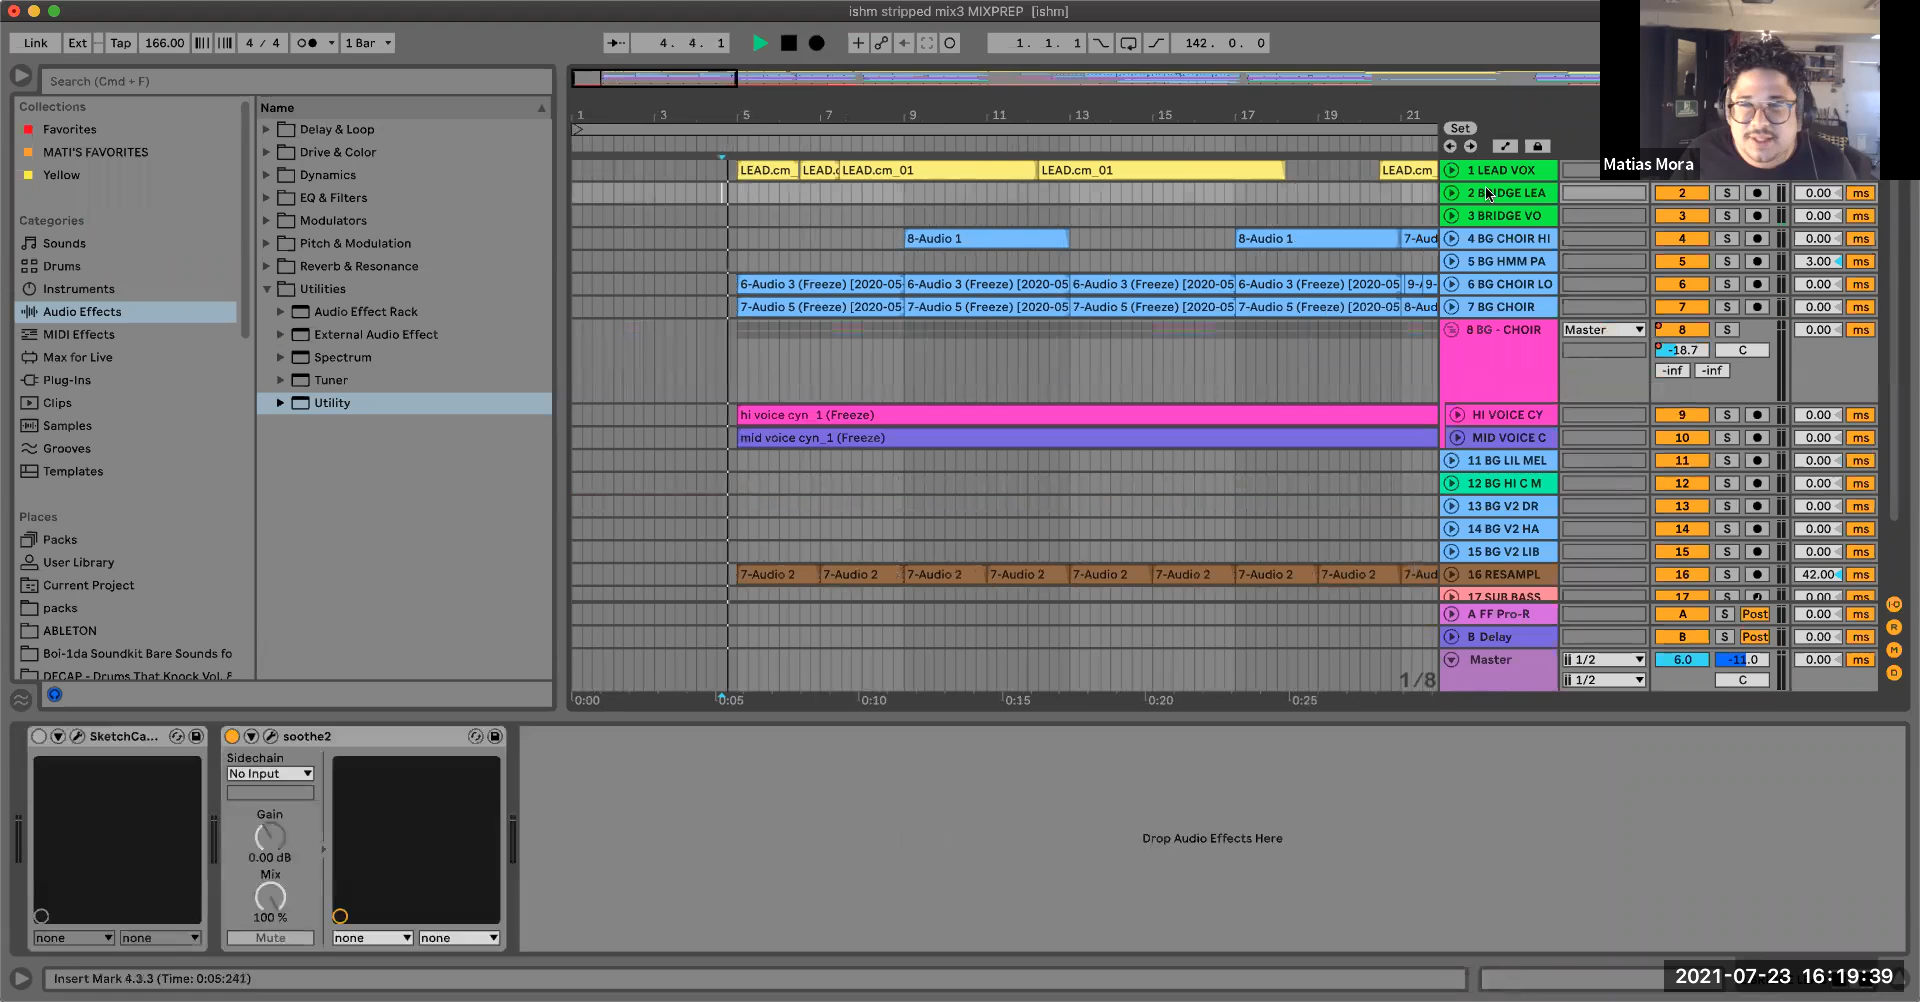 ishm stripped mix3 MIXPREP [ishm]
Link Ext Tap 166.00 4 / 4 1 Bar 4. 4. 1 1. 1. 1 142. 0. 0
Search (Cmd + F)
Collections
Favorites
MATI'S FAVORITES
Yellow
Categories
Sounds
Drums
Instruments
Audio Effects
MIDI Effects
Max for Live
Plug-Ins
Clips
Samples
Grooves
Templates
Places
Packs
User Library
Current Project
packs
ABLETON
Boi-1da Soundkit Bare Sounds fo
DECAP - Drums That Knock Vol. 8
Name
Delay & Loop
Drive & Color
Dynamics
EQ & Filters
Modulators
Pitch & Modulation
Reverb & Resonance
Utilities
Audio Effect Rack
External Audio Effect
Spectrum
Tuner
Utility
1 3 5 7 9 11 13 15 17 19 21
Set
Matias Mora
LEAD.cm_ LEAD.c LEAD.cm_01 LEAD.cm_01 LEAD.cm_ 1 LEAD VOX
2 BRIDGE LEA 2 S 0.00 ms
3 BRIDGE VO 3 S 0.00 ms
8-Audio 1 8-Audio 1 7-Aud 4 BG CHOIR HI 4 S 0.00 ms
5 BG HMM PA 5 S 3.00 ms
6-Audio 3 (Freeze) [2020-05 6-Audio 3 (Freeze) [2020-05 6-Audio 3 (Freeze) [2020-05 6-Audio 3 (Freeze) [2020-05 9-/ 9- 6 BG CHOIR LO 6 S 0.00 ms
7-Audio 5 (Freeze) [2020-05 7-Audio 5 (Freeze) [2020-05 7-Audio 5 (Freeze) [2020-05 7-Audio 5 (Freeze) [2020-05 8-Aud 7 BG CHOIR 7 S 0.00 ms
8 BG - CHOIR Master 8 S 0.00 ms
-18.7 C
-inf -inf
hi voice cyn_1 (Freeze) HI VOICE CY 9 S 0.00 ms
mid voice cyn_1 (Freeze) MID VOICE C 10 S 0.00 ms
11 BG LIL MEL 11 S 0.00 ms
12 BG HI C M 12 S 0.00 ms
13 BG V2 DR 13 S 0.00 ms
14 BG V2 HA 14 S 0.00 ms
15 BG V2 LIB 15 S 0.00 ms
7-Audio 2 7-Audio 2 7-Audio 2 7-Audio 2 7-Audio 2 7-Audio 2 7-Audio 2 7-Audio 2 7-Aud 16 RESAMPL 16 S 42.00 ms
17 SUB BASS 17 S 0.00 ms
A FF Pro-R A S Post 0.00 ms
B Delay B S Post 0.00 ms
Master 1/2 6.0 -11.0 0.00 ms
1/8 1/2 C
0:00 0:05 0:10 0:15 0:20 0:25
I-O
R
M
D
SketchCa... soothe2
Sidechain
No Input
Gain
0.00 dB
Mix
100 %
Mute
none none none none
Drop Audio Effects Here
Insert Mark 4.3.3 (Time: 0:05:241)
2021-07-23 16:19:39